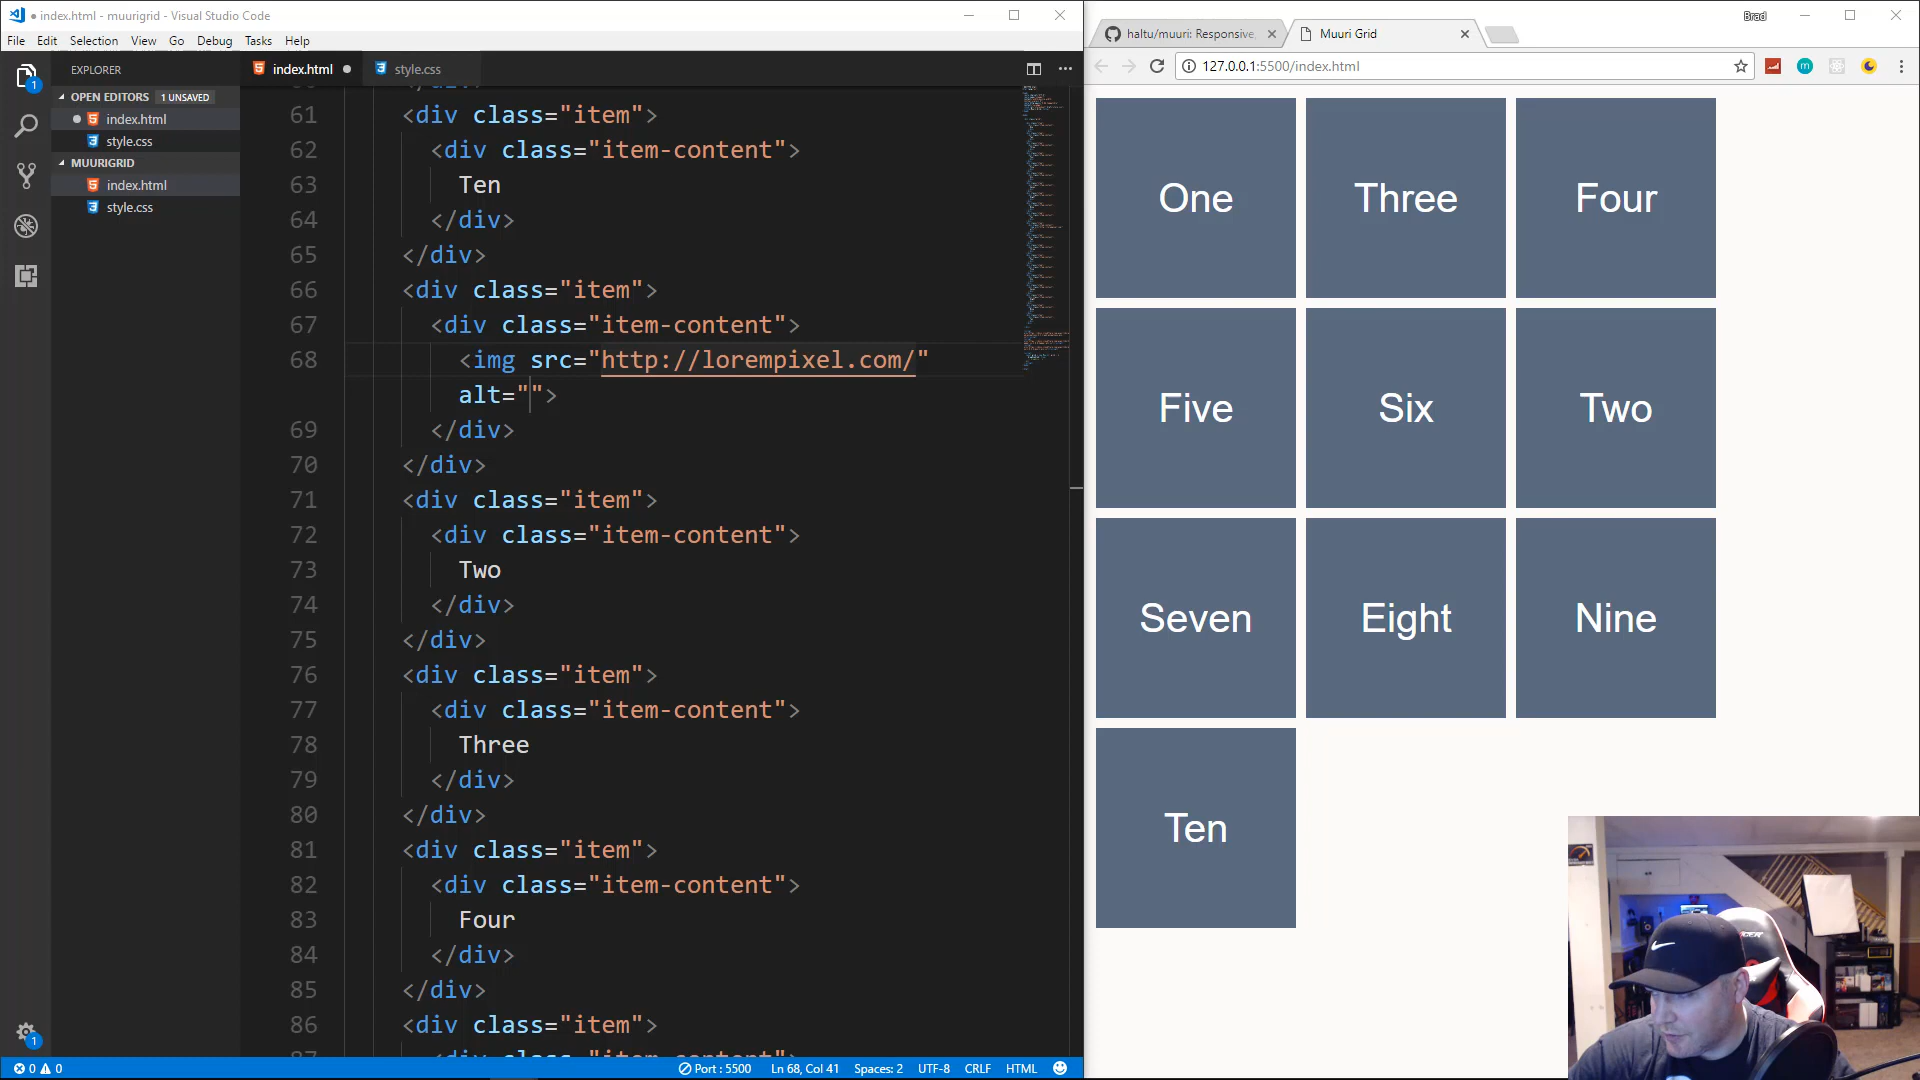 index.html - muurigrid - Visual Studio Code
File Edit Selection View Go Debug Tasks Help
EXPLORER
OPEN EDITORS 1 UNSAVED
index.html
style.css
MUURIGRID
index.html
style.css
1
1
index.html
style.css
61 <div class="item">
62 <div class="item-content">
63 Ten
64 </div>
65 </div>
66 <div class="item">
67 <div class="item-content">
68 <img src="http://lorempixel.com/"
alt="">
69 </div>
70 </div>
71 <div class="item">
72 <div class="item-content">
73 Two
74 </div>
75 </div>
76 <div class="item">
77 <div class="item-content">
78 Three
79 </div>
80 </div>
81 <div class="item">
82 <div class="item-content">
83 Four
84 </div>
85 </div>
86 <div class="item">
0 0
Port : 5500 Ln 68, Col 41 Spaces: 2 UTF-8 CRLF HTML
haltu/muuri: Responsive,
Muuri Grid
Brad
127.0.0.1:5500/index.html
One Three Four
Five Six Two
Seven Eight Nine
Ten